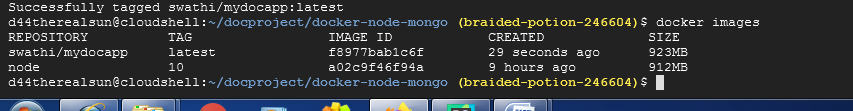 Successfully tagged swathi/mydocapp:latest
d44therealsun@cloudshell:~/docproject/docker-node-mongo (braided-potion-246604)$ docker images
REPOSITORY TAG IMAGE ID CREATED SIZE
swathi/mydocapp latest f8977bab1c6f 29 seconds ago 923MB
node 10 a02c9f46f94a 9 hours ago 912MB
d44therealsun@cloudshell:~/docproject/docker-node-mongo (braided-potion-246604)$